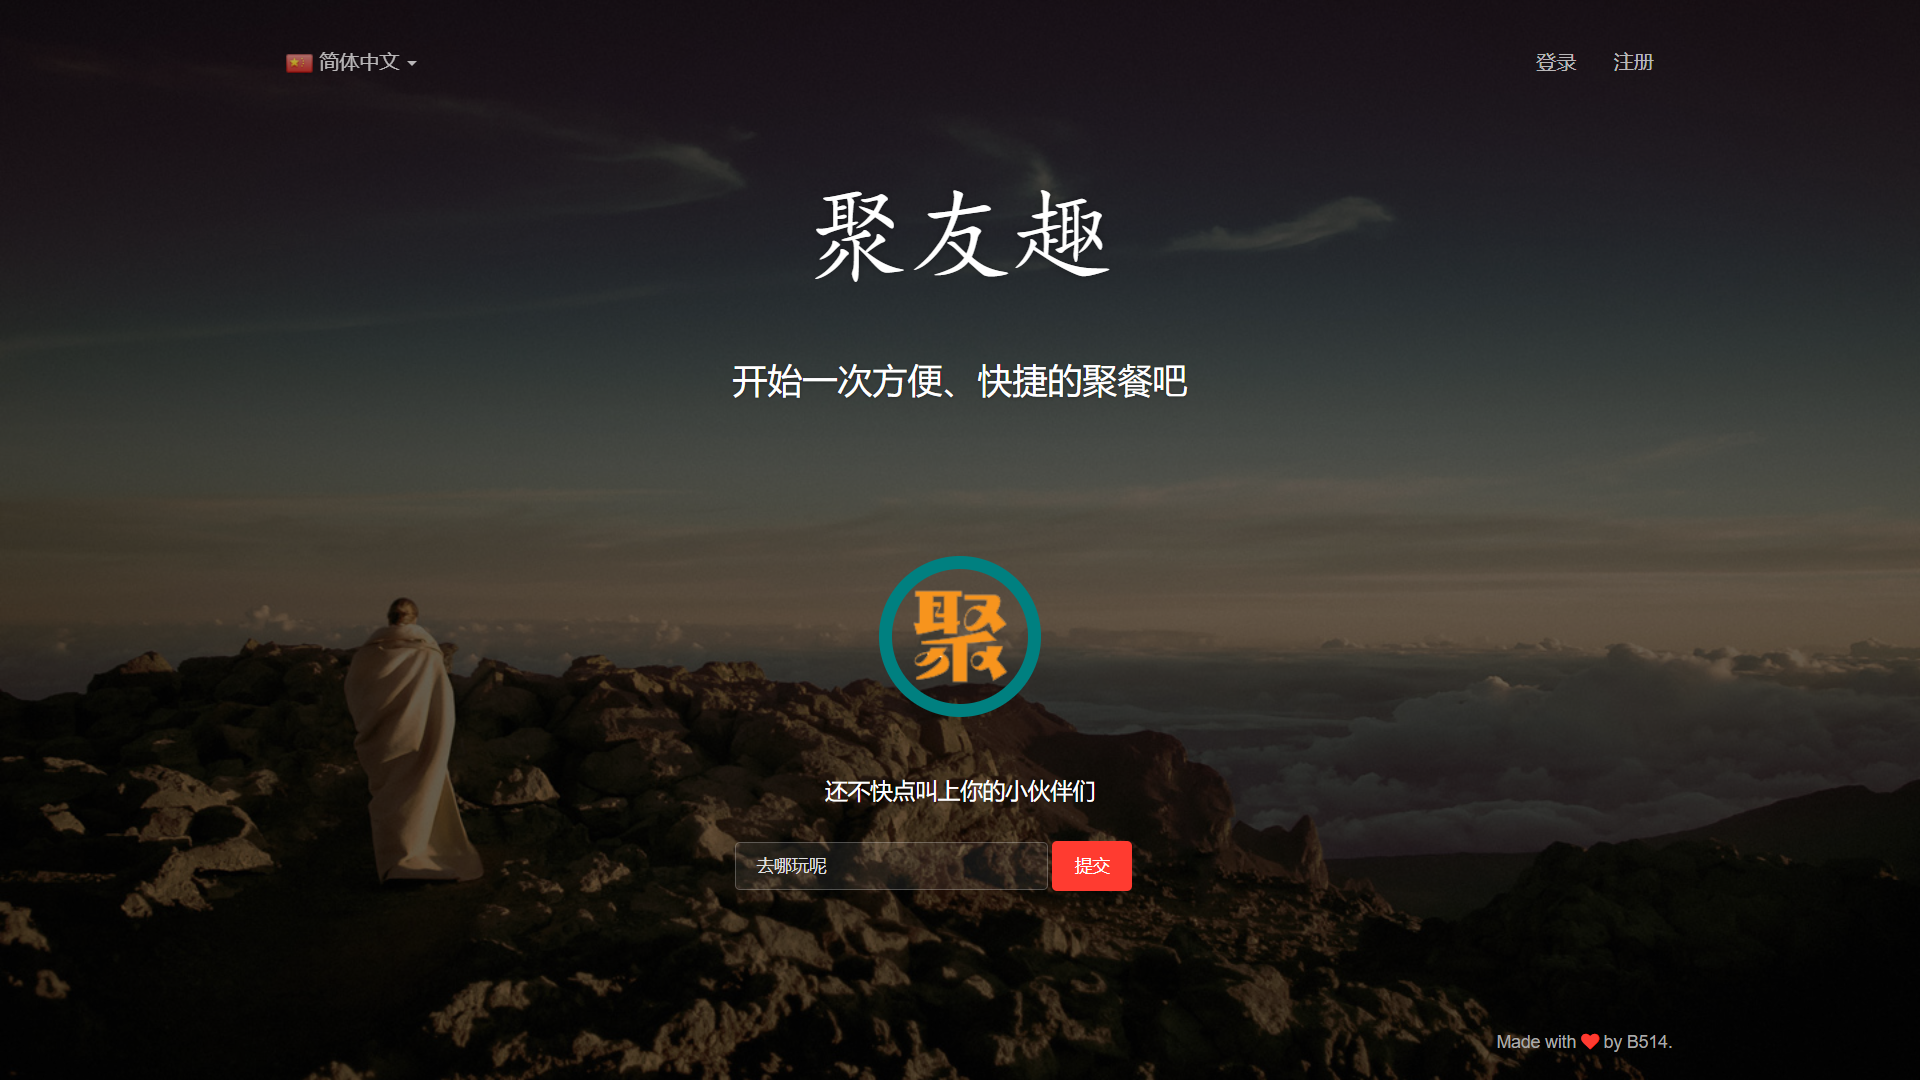 简体中文
登录
注册
聚友趣
开始一次方便、快捷的聚餐吧
聚
还不快点叫上你的小伙伴们
去哪玩呢
提交
Made with ❤ by B514.